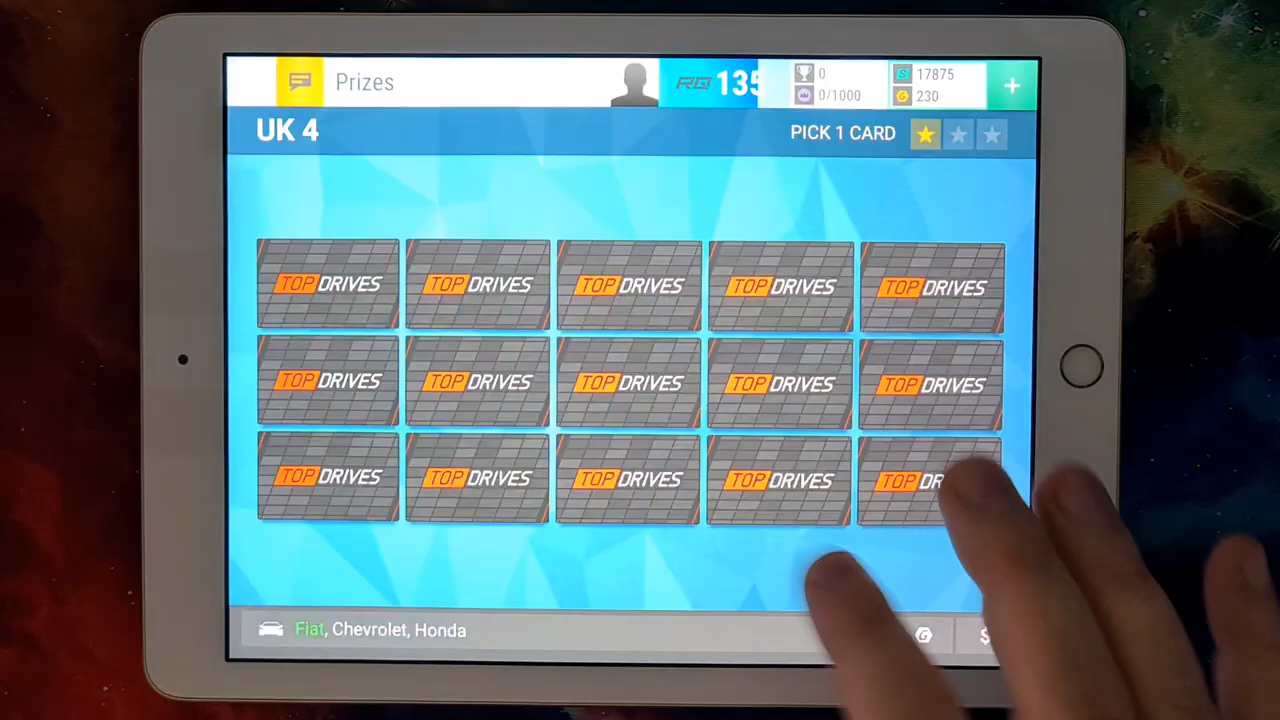 Prizes
RQ 135
0
0/1000
17875
230
+
UK 4
PICK 1 CARD
TOP DRIVES
TOP DRIVES
TOP DRIVES
TOP DRIVES
TOP DRIVES
TOP DRIVES
TOP DRIVES
TOP DRIVES
TOP DRIVES
TOP DRIVES
TOP DRIVES
TOP DRIVES
TOP DRIVES
TOP DRIVES
TOP
Fiat, Chevrolet, Honda
G